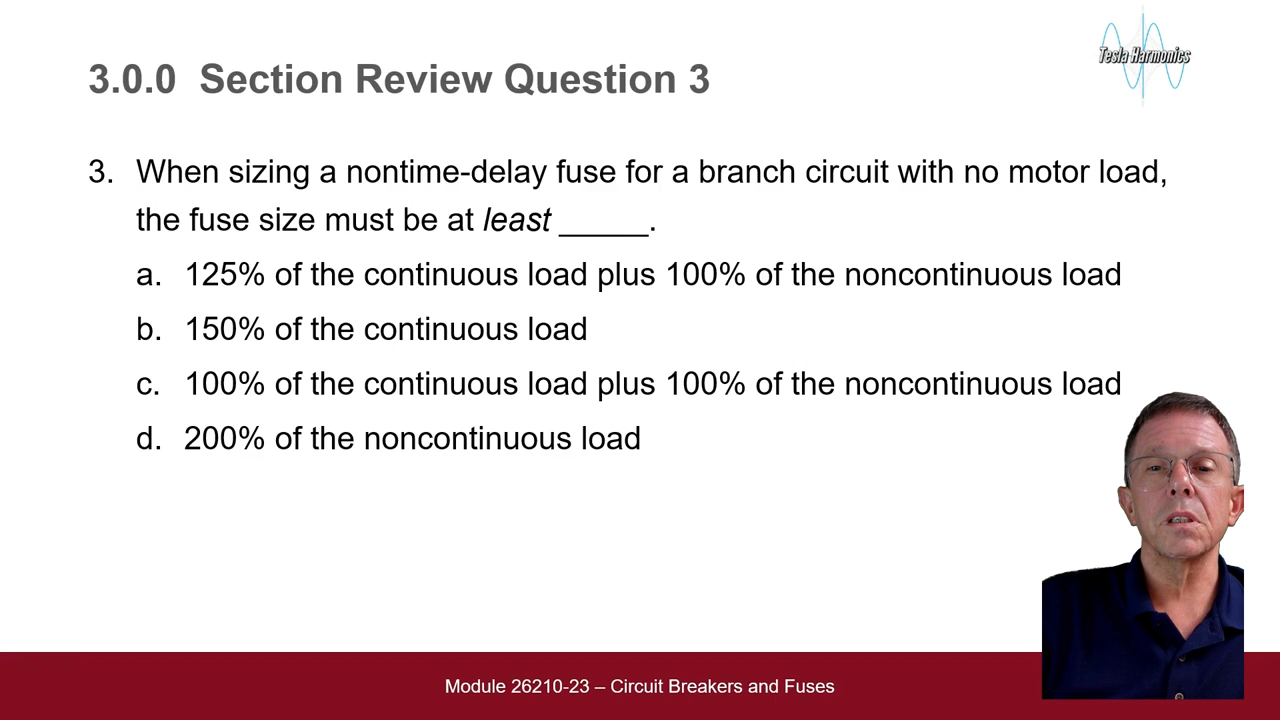 Tesla Harmonics
3.0.0 Section Review Question 3
3. When sizing a nontime-delay fuse for a branch circuit with no motor load,
the fuse size must be at least _____.
a. 125% of the continuous load plus 100% of the noncontinuous load
b. 150% of the continuous load
c. 100% of the continuous load plus 100% of the noncontinuous load
d. 200% of the noncontinuous load
Module 26210-23 – Circuit Breakers and Fuses